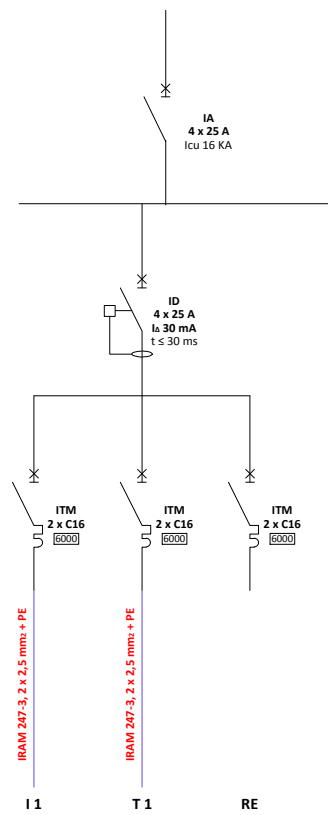 IA
4 x 25 A
Icu 16 KA
ID
4 x 25 A
I∆ 30 mA
t ≤ 30 ms
ITM
2 x C16
6000
ITM
2 x C16
6000
ITM
2 x C16
6000
IRAM 247-3, 2 x 2,5 mm₂ + PE
IRAM 247-3, 2 x 2,5 mm₂ + PE
I 1
T 1
RE